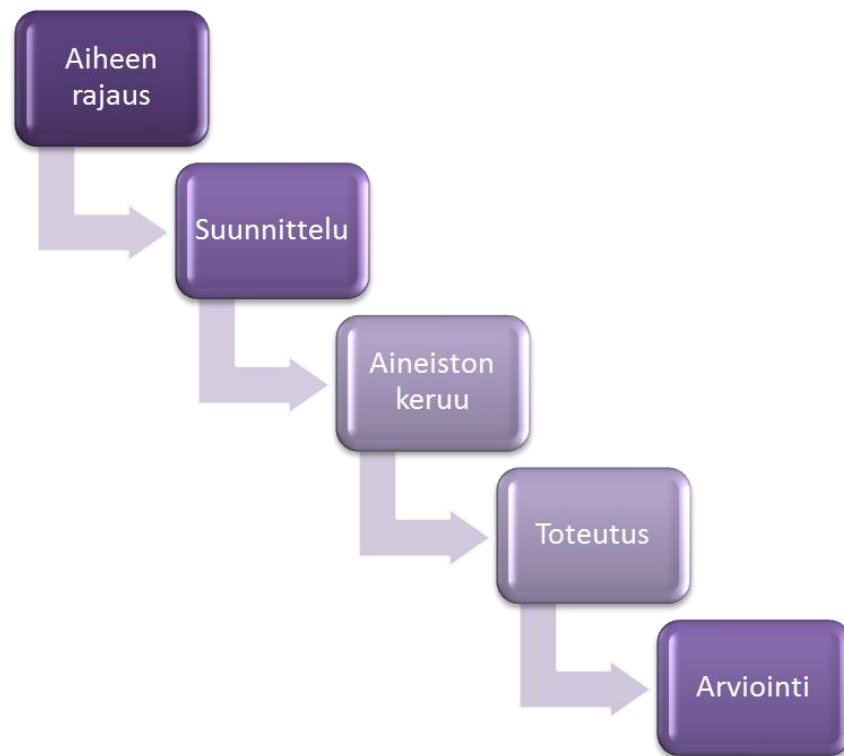 Aiheen
rajaus
Suunnittelu
Aineiston
keruu
Toteutus
Arviointi